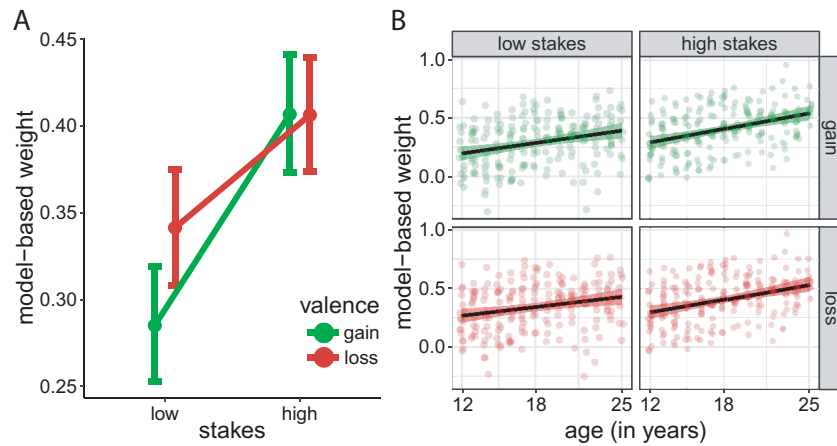 A
0.45
0.40
0.35
0.30
0.25
model−based weight
low
high
stakes
valence
gain
loss
B
low stakes
high stakes
gain
loss
1.0
0.5
0.0
1.0
0.5
0.0
model−based weight
12
18
25
12
18
25
age (in years)